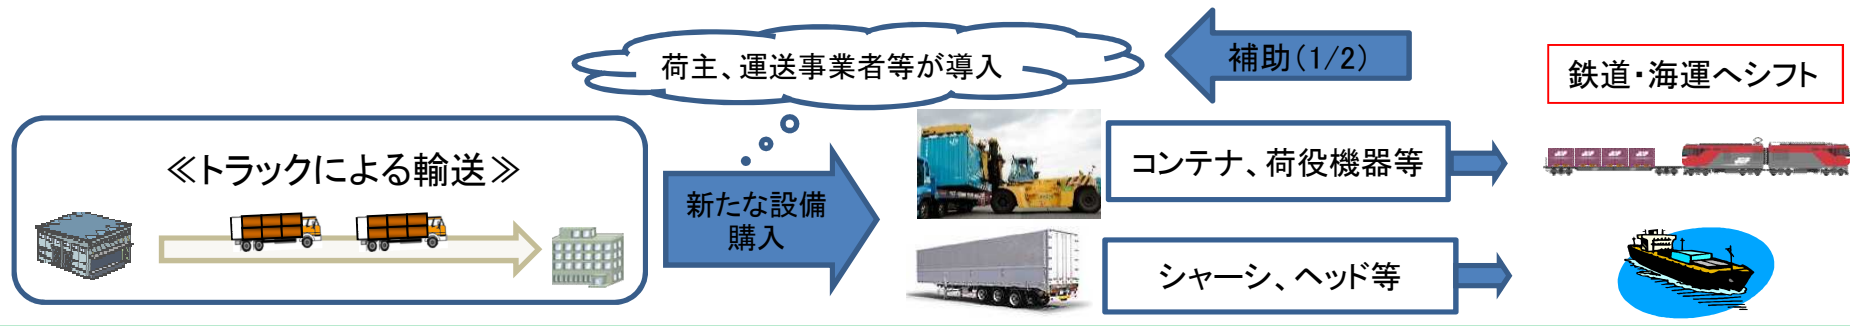 荷主、運送事業者等が導入
補助(1/2)
鉄道・海運へシフト
≪トラックによる輸送≫
新たな設備
購入
コンテナ、荷役機器等
シャーシ、ヘッド等